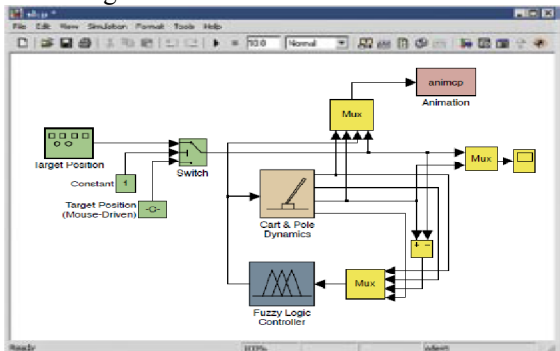 File Edit View Simulation Format Tools Help
10.0 Normal
animcp
Animation
Mux
Target Position
Switch
Mux
Constant 1
Target Position
(Mouse-Driven)
-C-
Cart & Pole
Dynamics
+ -
Mux
Fuzzy Logic
Controller
Ready 100%